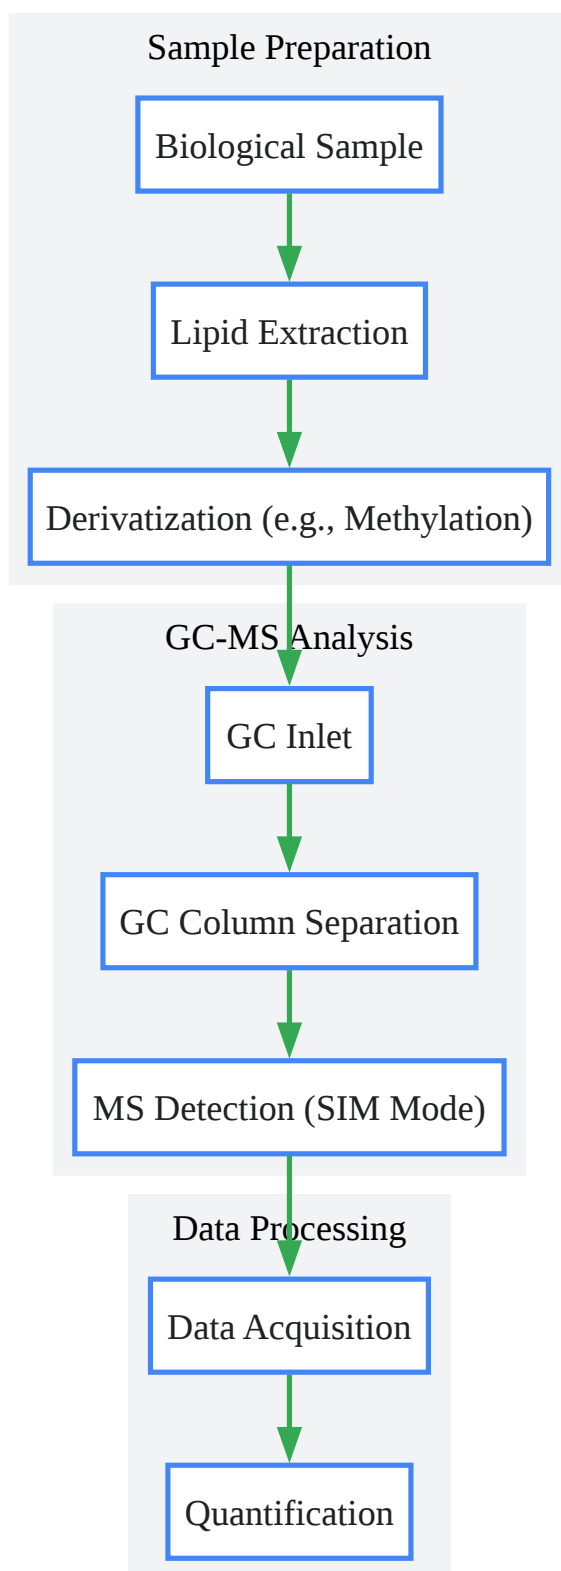 Sample Preparation
Biological Sample
Lipid Extraction
Derivatization (e.g., Methylation)
GC-MS Analysis
GC Inlet
GC Column Separation
MS Detection (SIM Mode)
Data Processing
Data Acquisition
Quantification